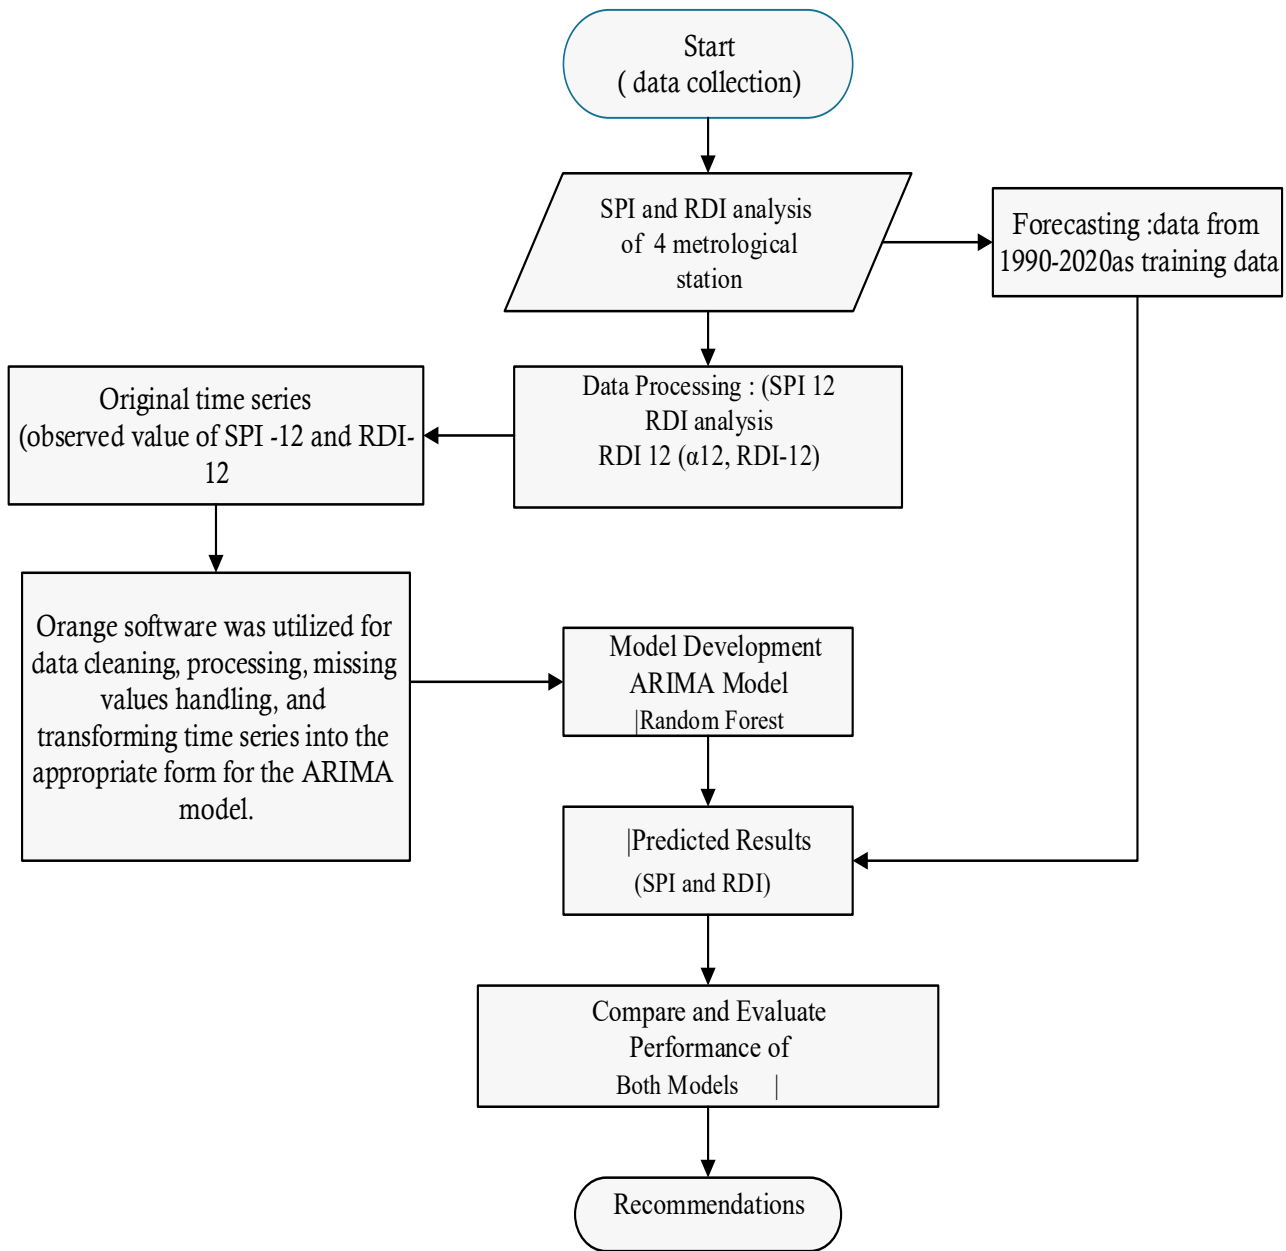 Start
( data collection)
SPI and RDI analysis
of 4 metrological
station
Forecasting :data from
1990-2020as training data
Data Processing : (SPI 12
RDI analysis
RDI 12 (α12, RDI-12)
Original time series
(observed value of SPI -12 and RDI-
12
Orange software was utilized for
data cleaning, processing, missing
values handling, and
transforming time series into the
appropriate form for the ARIMA
model.
Model Development
ARIMA Model
|Random Forest
|Predicted Results
(SPI and RDI)
Compare and Evaluate
Performance of
Both Models |
Recommendations